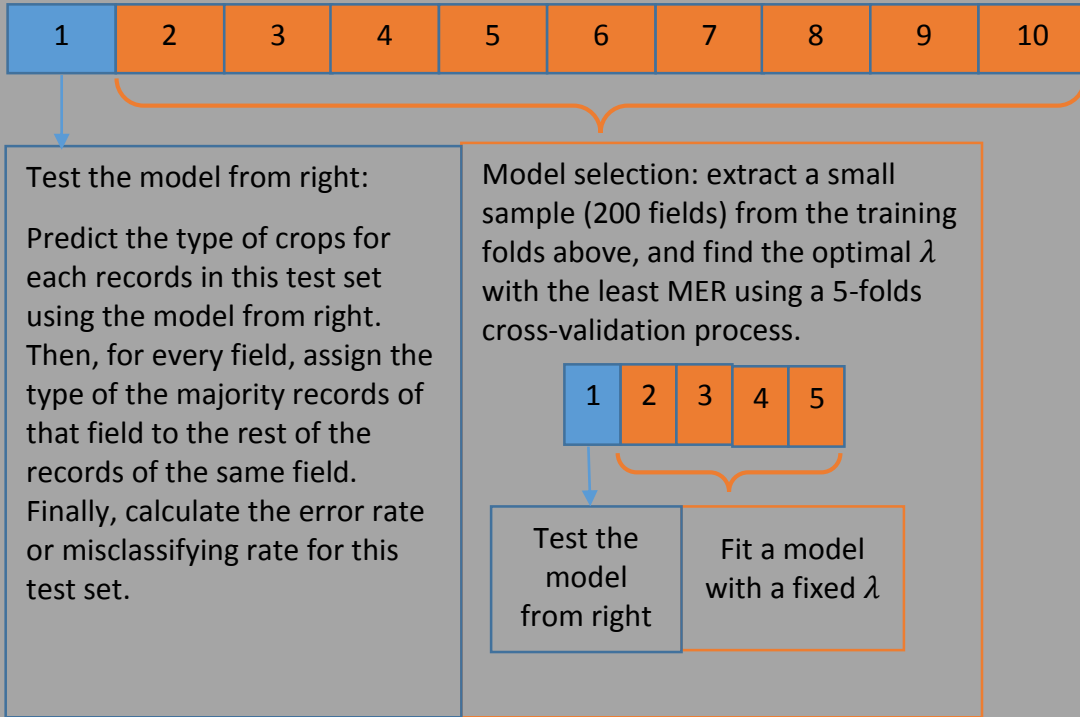 1 2 3 4 5 6 7 8 9 10
Test the model from right:
Predict the type of crops for
each records in this test set
using the model from right.
Then, for every field, assign the
type of the majority records of
that field to the rest of the
records of the same field.
Finally, calculate the error rate
or misclassifying rate for this
test set.
Model selection: extract a small
sample (200 fields) from the training
folds above, and find the optimal λ
with the least MER using a 5-folds
cross-validation process.
1 2 3 4 5
Test the
model
from right
Fit a model
with a fixed λ